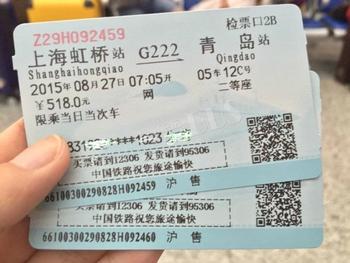 Z29H092459 检票口2B
上海虹桥站 G222 青岛站
Shanghaihongqiao Qingdao
2015年08月27日07:05开 05车12C号
¥518.0元 网 二等座
限乘当日当次车
1023
买票请到12306 发货请到95306
中国铁路祝您旅途愉快
66100300290828H092459 沪售
买票请到12306 发货请到95306
中国铁路祝您旅途愉快
66100300290828H092460 沪售